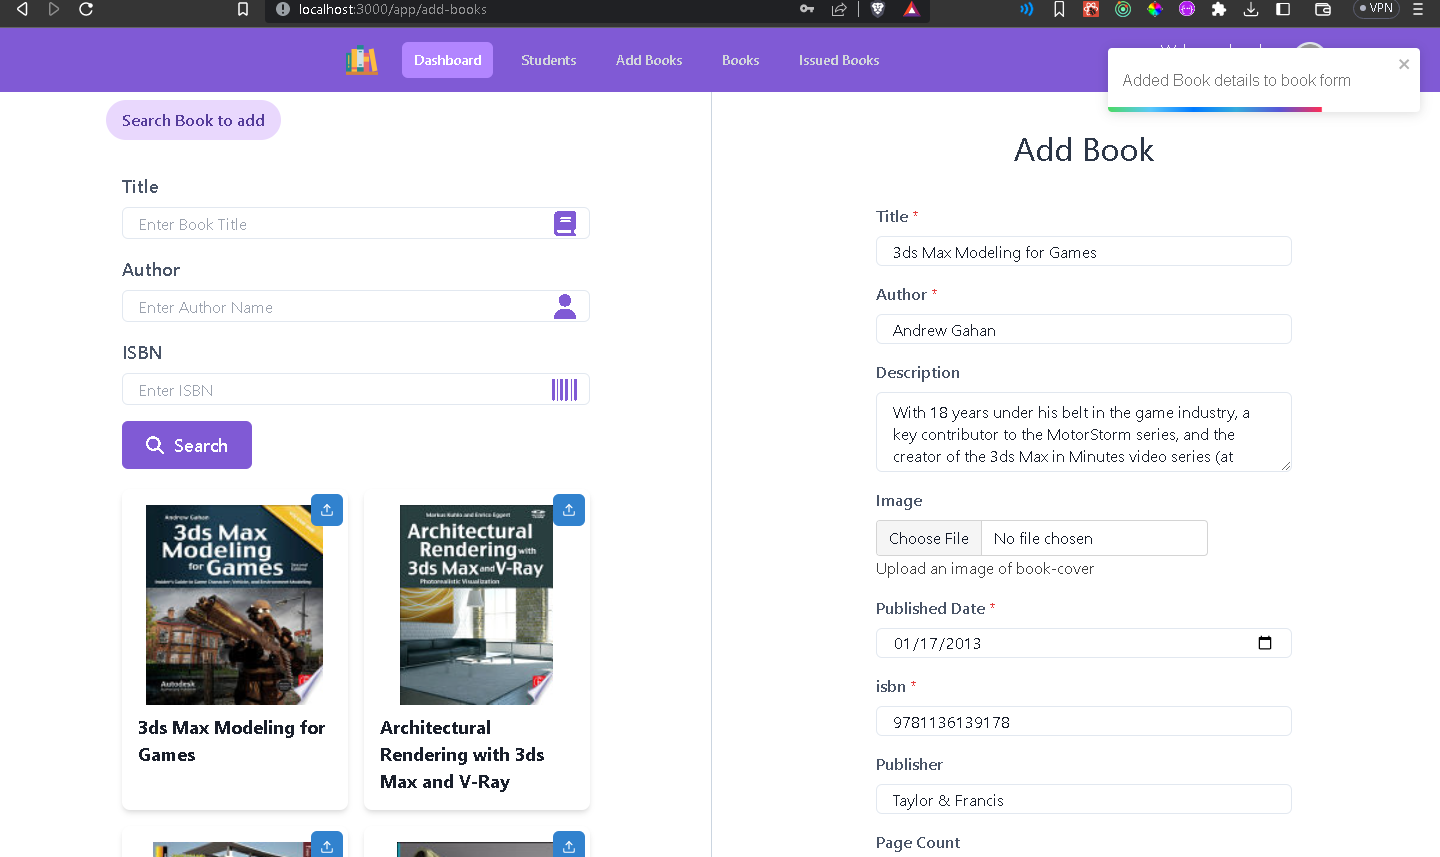 localhost:3000/app/add-books
VPN
Dashboard
Students
Add Books
Books
Issued Books
Added Book details to book form
Search Book to add
Title
Enter Book Title
Author
Enter Author Name
ISBN
Enter ISBN
Search
Andrew Gahan
3ds Max
Modeling
for Games
Second Edition
Insider's Guide to Game Character, Vehicle, and Environment Modeling
Autodesk
3ds Max Modeling for
Games
Markus Kuhlo and Enrico Eggert
Architectural
Rendering with
3ds Max and V-Ray
Photorealistic Visualization
Architectural
Rendering with 3ds
Max and V-Ray
Add Book
Title *
3ds Max Modeling for Games
Author *
Andrew Gahan
Description
With 18 years under his belt in the game industry, a
key contributor to the MotorStorm series, and the
creator of the 3ds Max in Minutes video series (at
Image
Choose File
No file chosen
Upload an image of book-cover
Published Date *
01/17/2013
isbn *
9781136139178
Publisher
Taylor & Francis
Page Count